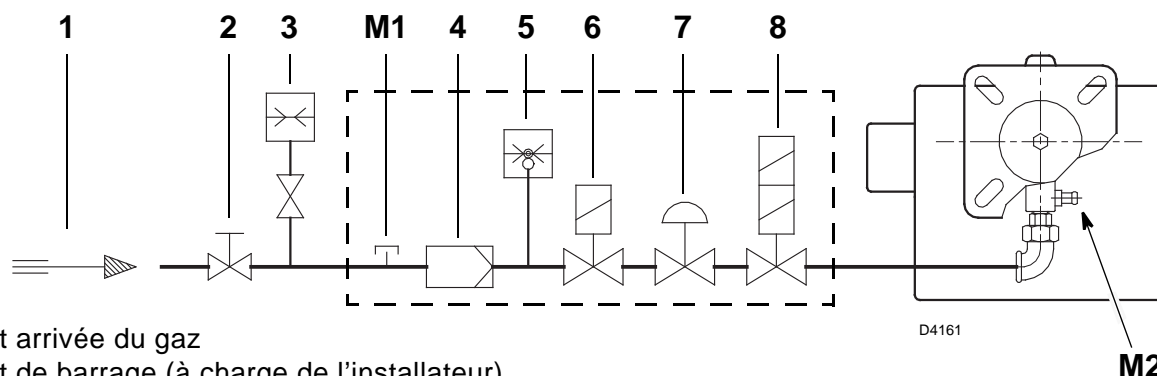 1 2 3 M1 4 5 6 7 8
D4161
t arrivée du gaz
t de barrage (à charge de l'installateur)
M2